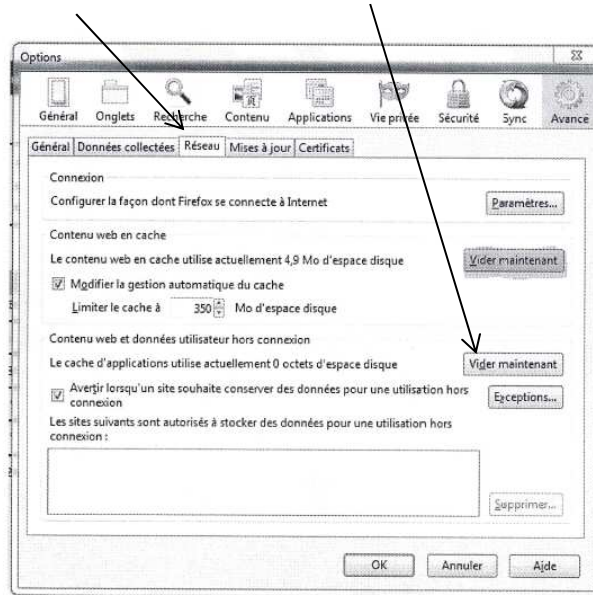 Options
Général Onglets Recherche Contenu Applications Vie privée Sécurité Sync Avancé
Général Données collectées Réseau Mises à jour Certificats
Connexion
Configurer la façon dont Firefox se connecte à Internet Paramètres...
Contenu web en cache
Le contenu web en cache utilise actuellement 4,9 Mo d'espace disque Vider maintenant
Modifier la gestion automatique du cache
Limiter le cache à 350 Mo d'espace disque
Contenu web et données utilisateur hors connexion
Le cache d'applications utilise actuellement 0 octets d'espace disque Vider maintenant
Avertir lorsqu'un site souhaite conserver des données pour une utilisation hors
connexion Exceptions...
Les sites suivants sont autorisés à stocker des données pour une utilisation hors
connexion :
Supprimer...
OK Annuler Aide